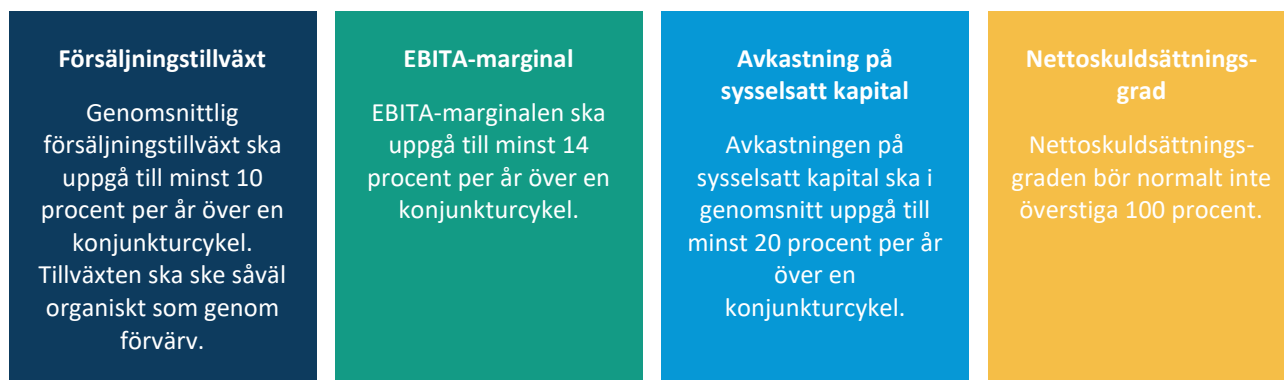 Försäljningstillväxt
Genomsnittlig
försäljningstillväxt ska
uppgå till minst 10
procent per år över en
konjunkturcykel.
Tillväxten ska ske såväl
organiskt som genom
förvärv.
EBITA-marginal
EBITA-marginalen ska
uppgå till minst 14
procent per år över en
konjunkturcykel.
Avkastning på
sysselsatt kapital
Avkastningen på
sysselsatt kapital ska i
genomsnitt uppgå till
minst 20 procent per år
över en
konjunkturcykel.
Nettoskuldsättnings-
grad
Nettoskuldsättnings-
graden bör normalt inte
överstiga 100 procent.